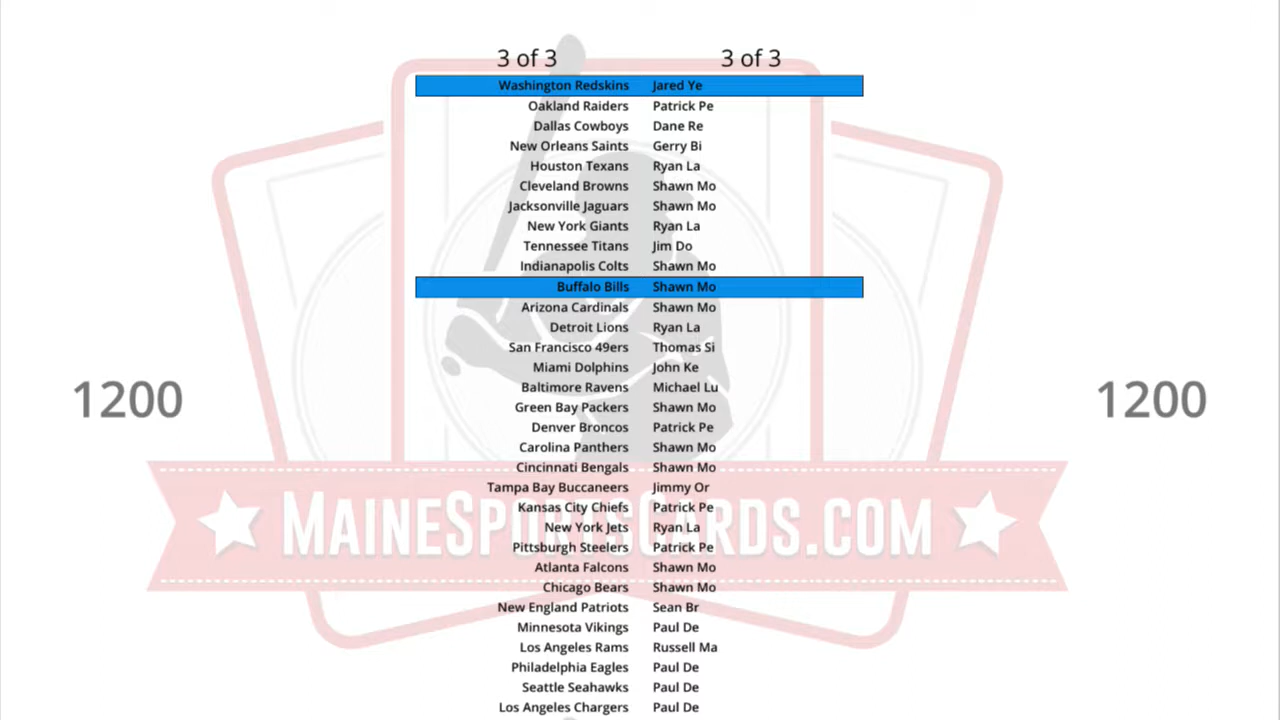 3 of 3 3 of 3
Washington Redskins Jared Ye
Oakland Raiders Patrick Pe
Dallas Cowboys Dane Re
New Orleans Saints Gerry Bi
Houston Texans Ryan La
Cleveland Browns Shawn Mo
Jacksonville Jaguars Shawn Mo
New York Giants Ryan La
Tennessee Titans Jim Do
Indianapolis Colts Shawn Mo
Buffalo Bills Shawn Mo
Arizona Cardinals Shawn Mo
Detroit Lions Ryan La
San Francisco 49ers Thomas Si
Miami Dolphins John Ke
Baltimore Ravens Michael Lu
1200 1200
Green Bay Packers Shawn Mo
Denver Broncos Patrick Pe
Carolina Panthers Shawn Mo
Cincinnati Bengals Shawn Mo
Tampa Bay Buccaneers Jimmy Or
Kansas City Chiefs Patrick Pe
MAINESPORTSCARDS.COM
New York Jets Ryan La
Pittsburgh Steelers Patrick Pe
Atlanta Falcons Shawn Mo
Chicago Bears Shawn Mo
New England Patriots Sean Br
Minnesota Vikings Paul De
Los Angeles Rams Russell Ma
Philadelphia Eagles Paul De
Seattle Seahawks Paul De
Los Angeles Chargers Paul De